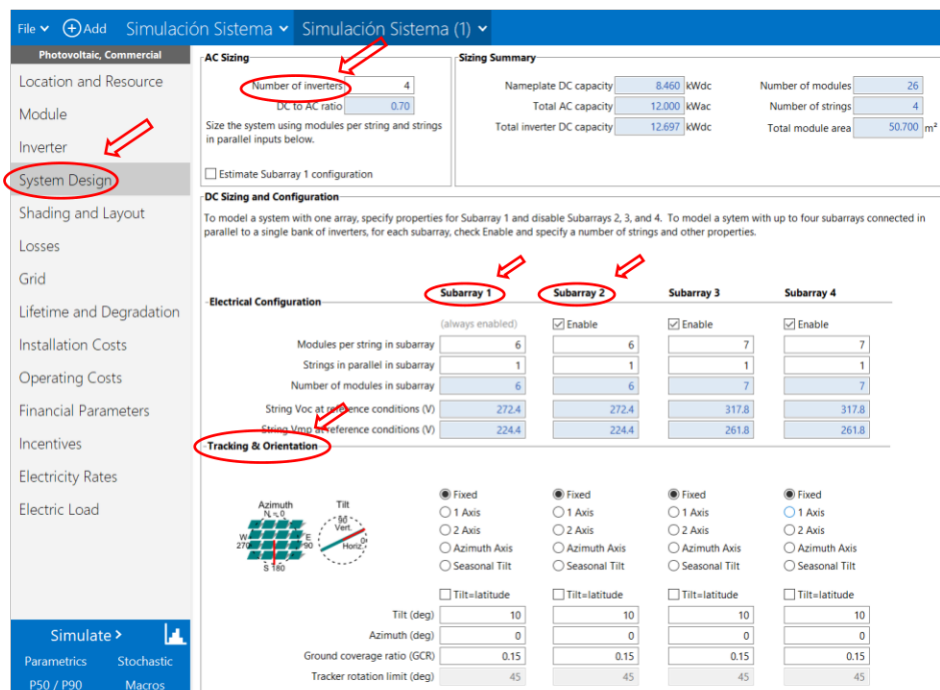 File Add Simulación Sistema Simulación Sistema (1)
Photovoltaic, Commercial
Location and Resource
Module
Inverter
System Design
Shading and Layout
Losses
Grid
Lifetime and Degradation
Installation Costs
Operating Costs
Financial Parameters
Incentives
Electricity Rates
Electric Load
Simulate >
Parametrics Stochastic
P50 / P90 Macros
AC Sizing
Number of inverters 4
DC to AC ratio 0.70
Size the system using modules per string and strings
in parallel inputs below.
Estimate Subarray 1 configuration
Sizing Summary
Nameplate DC capacity 8.460 kWdc Number of modules 26
Total AC capacity 12.000 kWac Number of strings 4
Total inverter DC capacity 12.697 kWdc Total module area 50.700 m²
DC Sizing and Configuration
To model a system with one array, specify properties for Subarray 1 and disable Subarrays 2, 3, and 4. To model a sytem with up to four subarrays connected in
parallel to a single bank of inverters, for each subarray, check Enable and specify a number of strings and other properties.
Electrical Configuration Subarray 1 Subarray 2 Subarray 3 Subarray 4
(always enabled) Enable Enable Enable
Modules per string in subarray 6 6 7 7
Strings in parallel in subarray 1 1 1 1
Number of modules in subarray 6 6 7 7
String Voc at reference conditions (V) 272.4 272.4 317.8 317.8
String Vmp at reference conditions (V) 224.4 224.4 261.8 261.8
Tracking & Orientation
Azimuth Tilt
N = 0 90
Vert.
W E
270 90 Horiz. 0
S 180
Fixed Fixed Fixed Fixed
1 Axis 1 Axis 1 Axis 1 Axis
2 Axis 2 Axis 2 Axis 2 Axis
Azimuth Axis Azimuth Axis Azimuth Axis Azimuth Axis
Seasonal Tilt Seasonal Tilt Seasonal Tilt Seasonal Tilt
Tilt=latitude Tilt=latitude Tilt=latitude Tilt=latitude
Tilt (deg) 10 10 10 10
Azimuth (deg) 0 0 0 0
Ground coverage ratio (GCR) 0.15 0.15 0.15 0.15
Tracker rotation limit (deg) 45 45 45 45